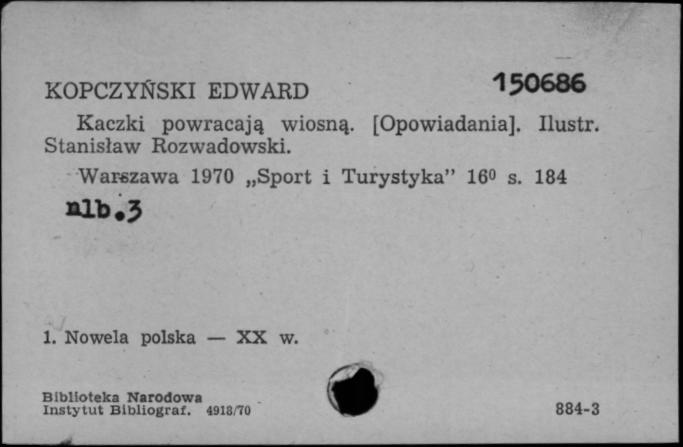 KOPCZYŃSKI EDWARD 150686
Kaczki powracają wiosną. [Opowiadania]. Ilustr.
Stanisław Rozwadowski.
Warszawa 1970 „Sport i Turystyka” 16⁰ s. 184
nlb.3
1. Nowela polska — XX w.
Biblioteka Narodowa
Instytut Bibliograf. 4918/70 884-3